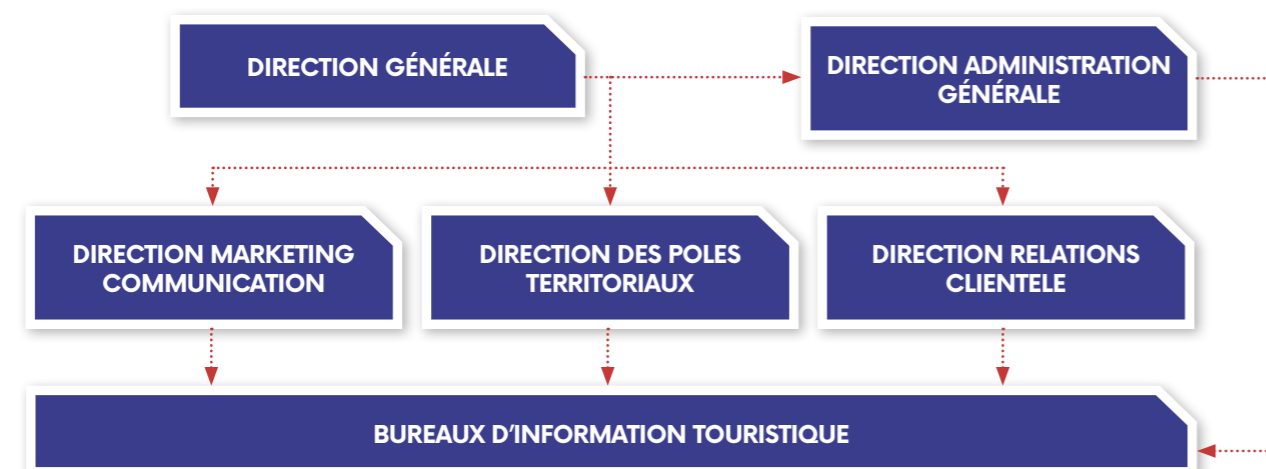 DIRECTION GÉNÉRALE
DIRECTION ADMINISTRATION
GÉNÉRALE
DIRECTION MARKETING
COMMUNICATION
DIRECTION DES POLES
TERRITORIAUX
DIRECTION RELATIONS
CLIENTELE
BUREAUX D'INFORMATION TOURISTIQUE